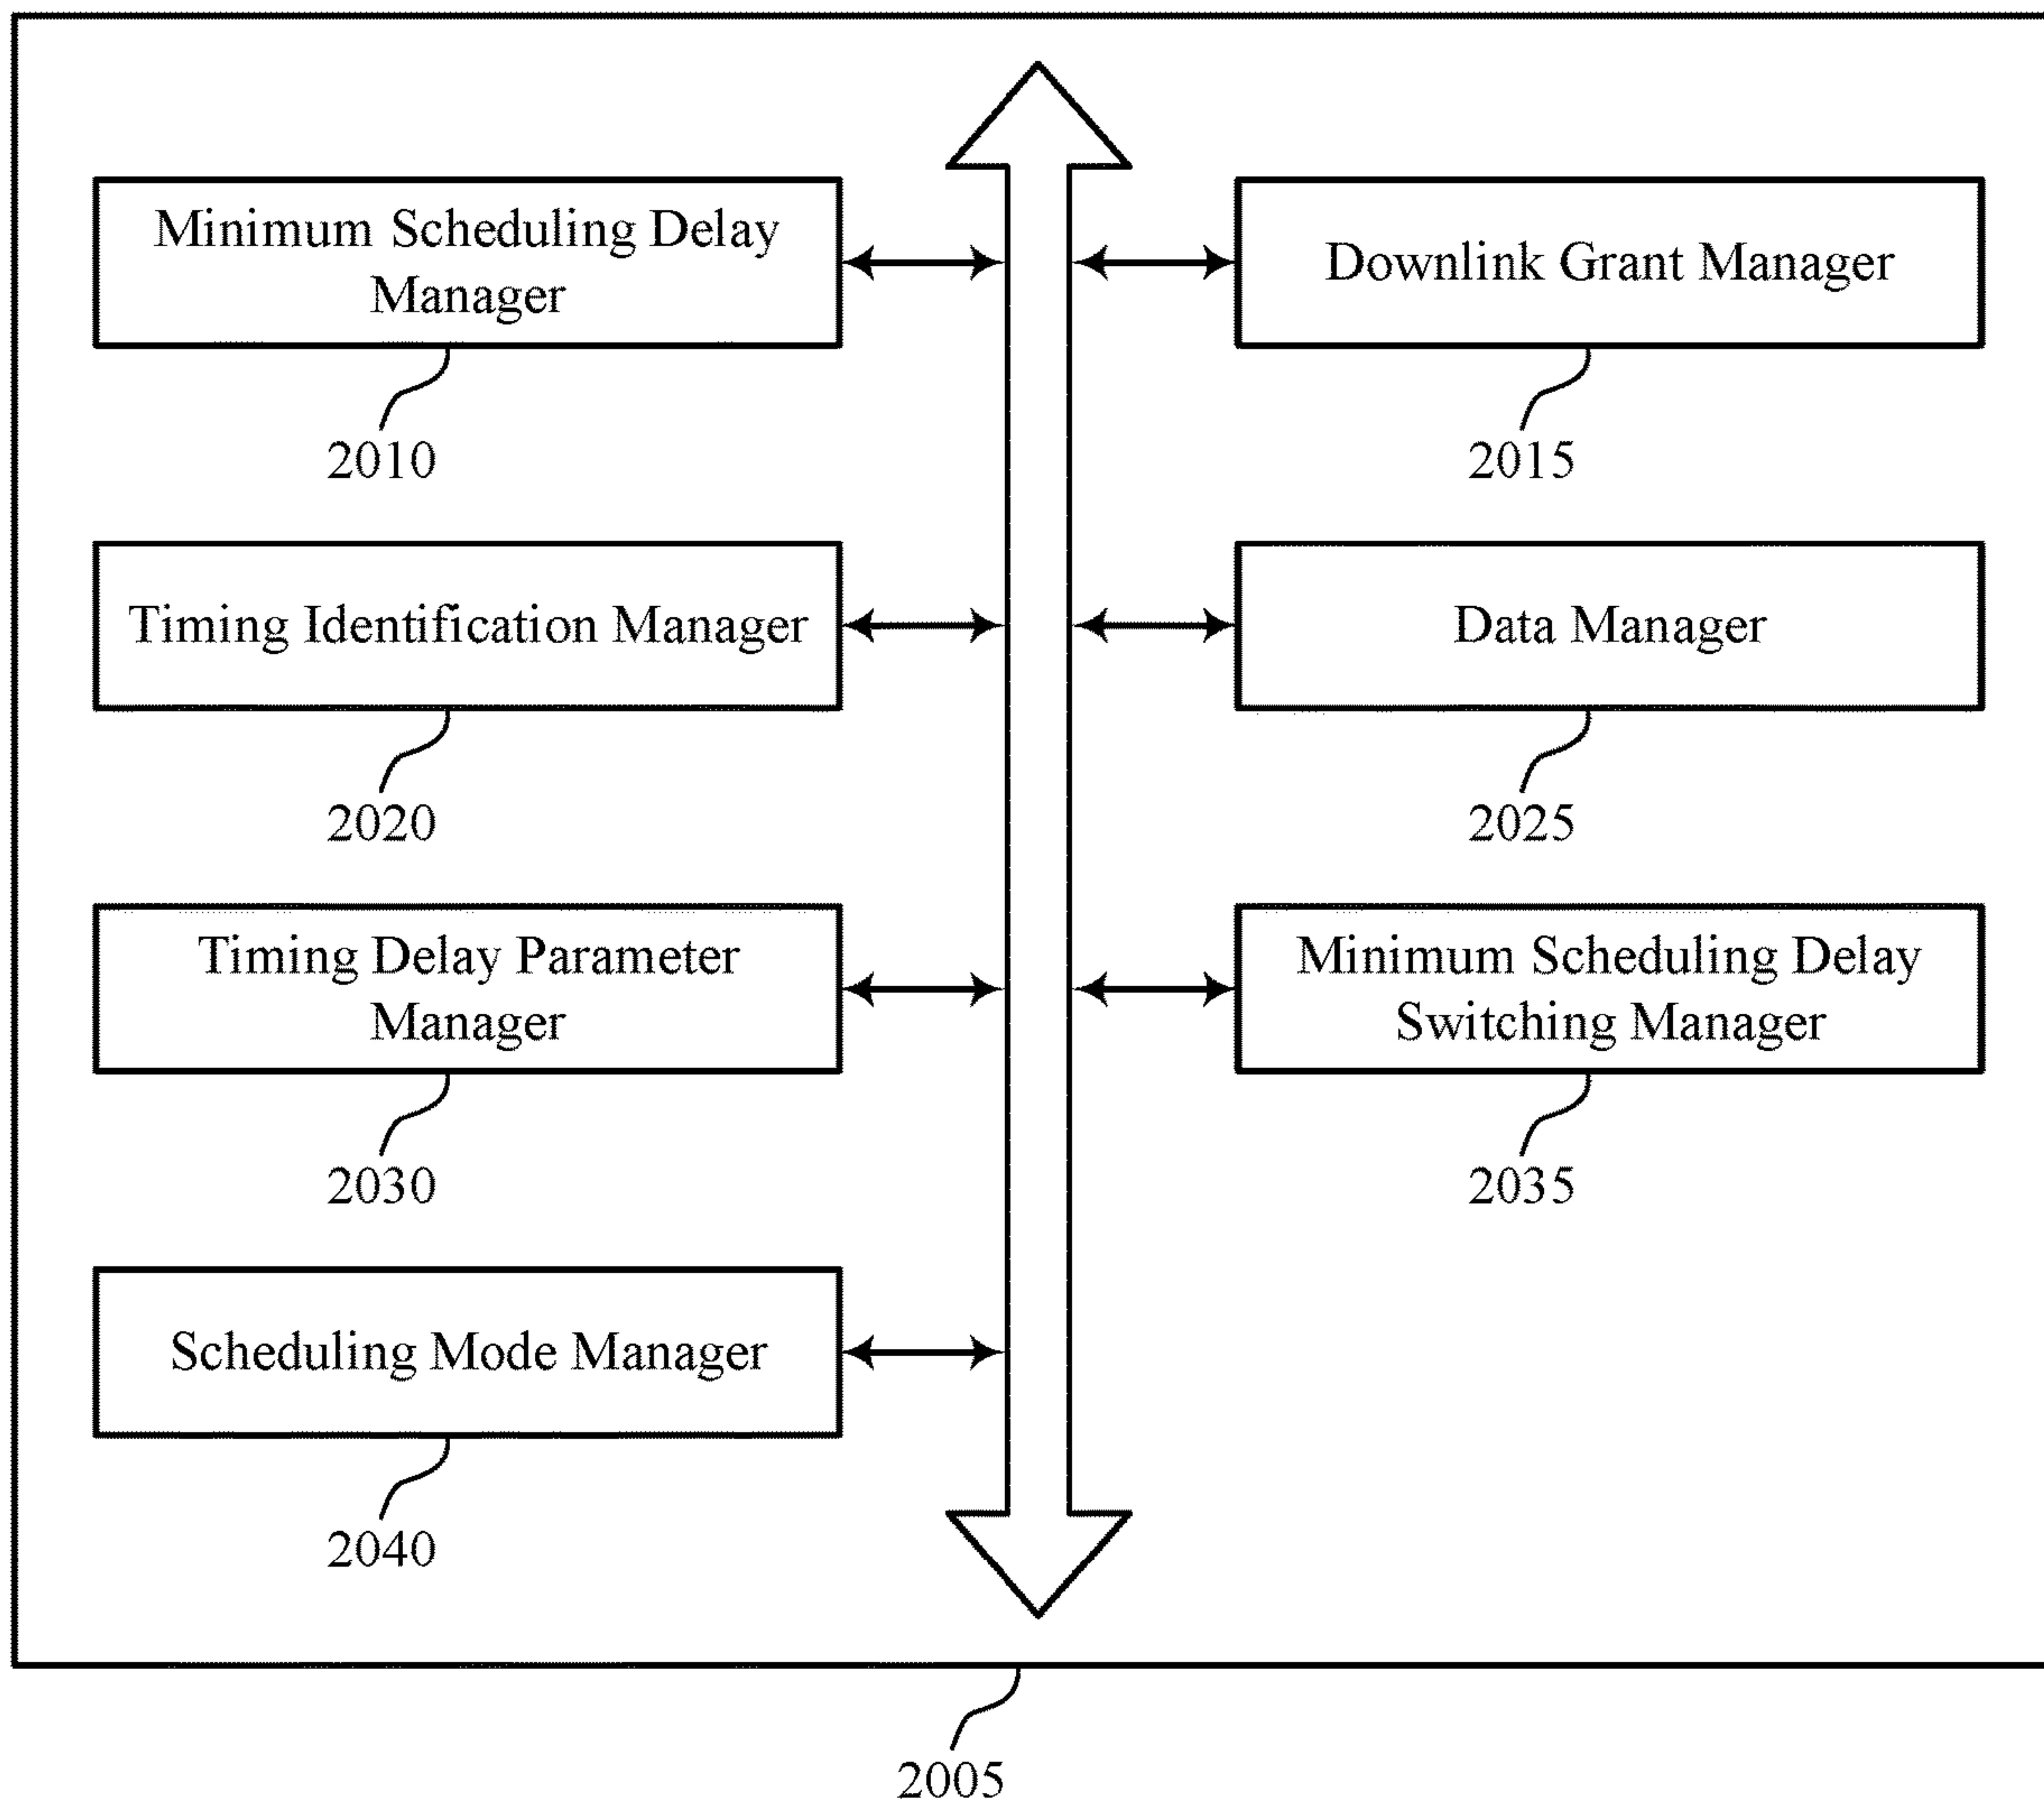 Minimum Scheduling Delay
Manager
2010
Downlink Grant Manager
2015
Timing Identification Manager
2020
Data Manager
2025
Timing Delay Parameter
Manager
2030
Minimum Scheduling Delay
Switching Manager
2035
Scheduling Mode Manager
2040
2005